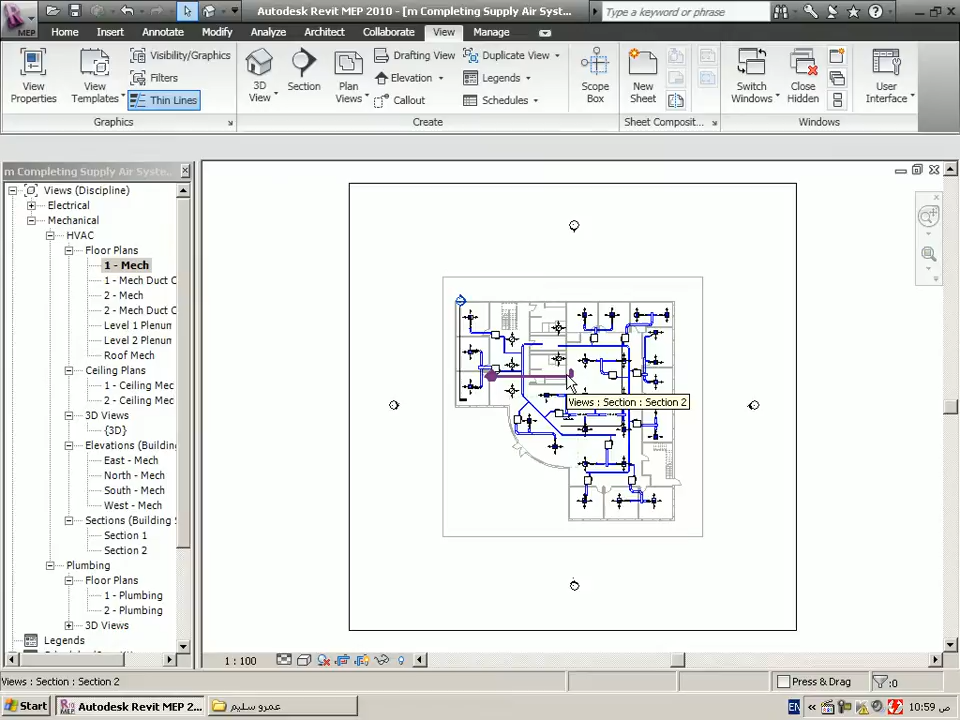 Autodesk Revit MEP 2010 - [m Completing Supply Air Syste...
Type a keyword or phrase
MEP
Home Insert Annotate Modify Analyze Architect Collaborate View Manage
View Properties
View Templates
Visibility/Graphics
Filters
Thin Lines
3D View
Section
Plan Views
Drafting View
Elevation
Callout
Duplicate View
Legends
Schedules
Scope Box
New Sheet
Switch Windows
Close Hidden
User Interface
Graphics
Create
Sheet Composit...
Windows
m Completing Supply Air Syste...
Views (Discipline)
Electrical
Mechanical
HVAC
Floor Plans
1 - Mech
1 - Mech Duct C
2 - Mech
2 - Mech Duct C
Level 1 Plenum
Level 2 Plenum
Roof Mech
Ceiling Plans
1 - Ceiling Mec
2 - Ceiling Mec
3D Views
{3D}
Elevations (Building
East - Mech
North - Mech
South - Mech
West - Mech
Sections (Building S
Section 1
Section 2
Plumbing
Floor Plans
1 - Plumbing
2 - Plumbing
3D Views
Legends
Views : Section : Section 2
1 : 100
Views : Section : Section 2
Press & Drag
:0
Start
Autodesk Revit MEP 2...
عمرو سليم
EN
10:59 ص